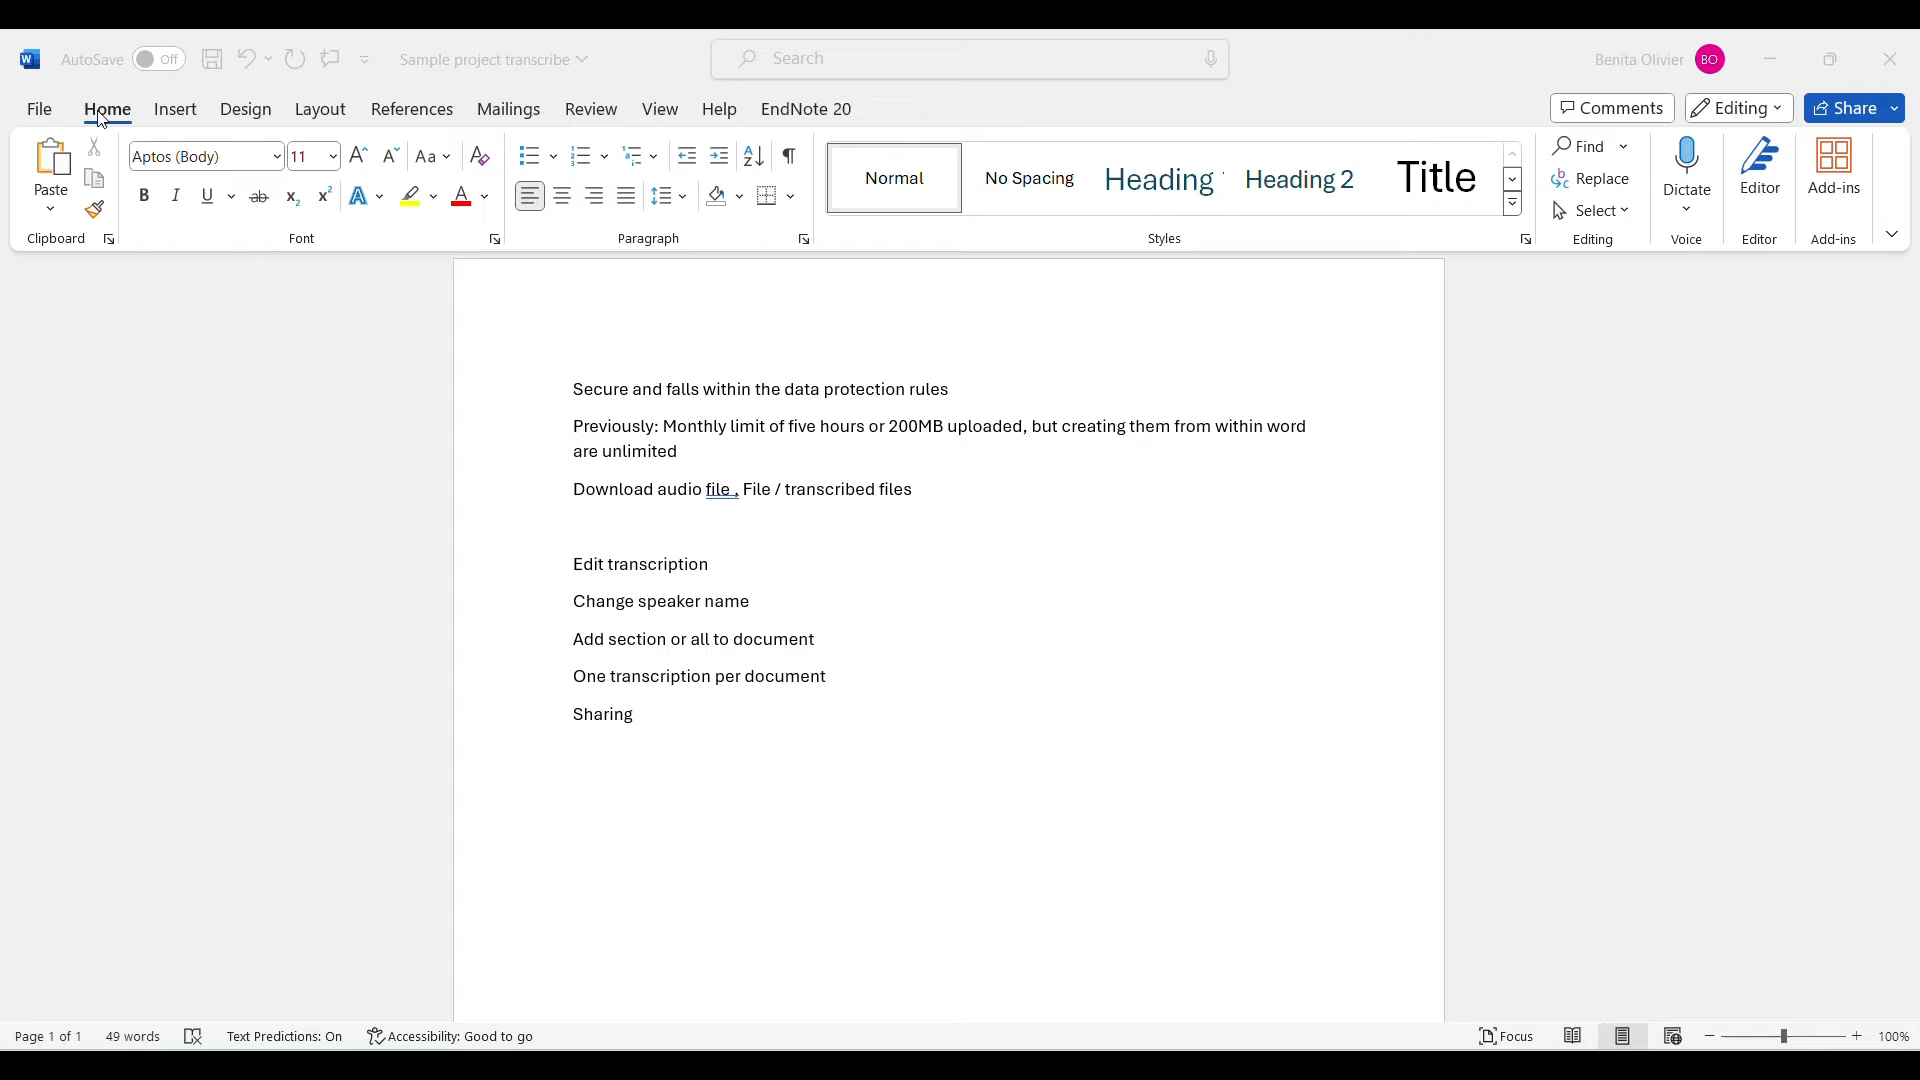 AutoSave Off Sample project transcribe Search Benita Olivier BO
File Home Insert Design Layout References Mailings Review View Help EndNote 20 Comments Editing Share
Paste Aptos (Body) 11 Normal No Spacing Heading Heading 2 Title Find Replace Select Dictate Editor Add-ins
Clipboard Font Paragraph Styles Editing Voice Editor Add-ins
Secure and falls within the data protection rules
Previously: Monthly limit of five hours or 200MB uploaded, but creating them from within word
are unlimited
Download audio file , File / transcribed files
Edit transcription
Change speaker name
Add section or all to document
One transcription per document
Sharing
Page 1 of 1 49 words Text Predictions: On Accessibility: Good to go Focus 100%